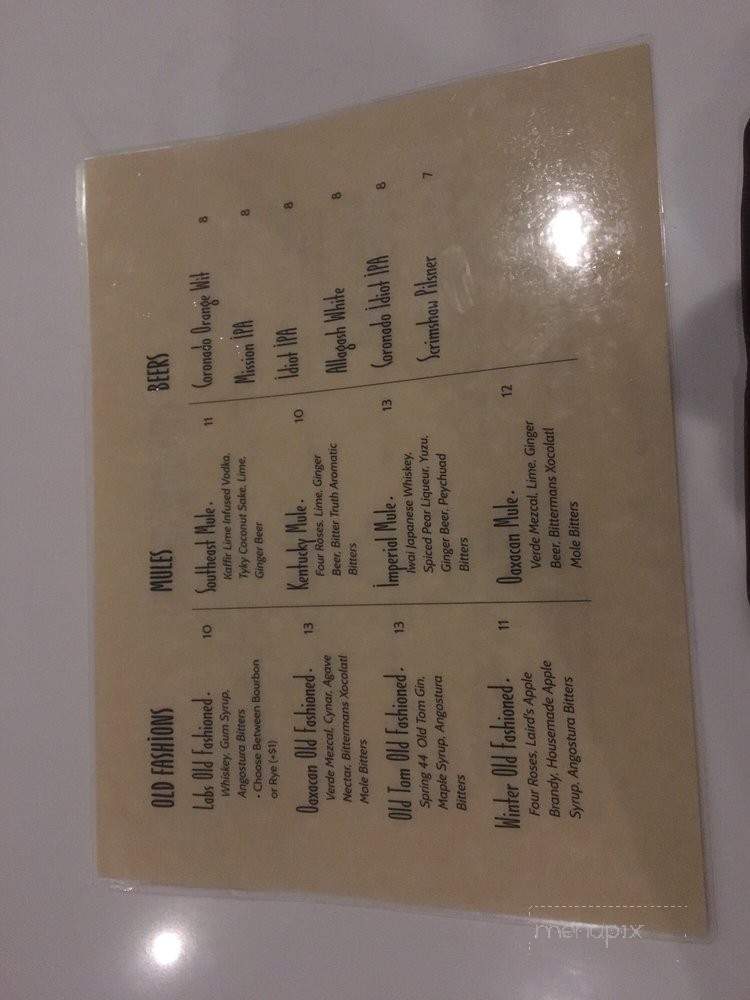 OLD FASHIONS
Labs Old Fashioned. 10
Whiskey, Gum Syrup,
Angostura Bitters
• Choose Between Bourbon
or Rye (+$1)
Oaxacan Old Fashioned. 13
Verde Mezcal, Cynar, Agave
Nectar, Bittermans Xocolatl
Mole Bitters
Old Tom Old Fashioned. 13
Spring 44 Old Tom Gin,
Maple Syrup, Angostura
Bitters
Winter Old Fashioned. 11
Four Roses, Laird's Apple
Brandy, Housemade Apple
Syrup, Angostura Bitters
MULES
Southeast Mule. 11
Kaffir Lime Infused Vodka,
Tyky Coconut Sake, Lime,
Ginger Beer
Kentucky Mule. 10
Four Roses, Lime, Ginger
Beer, Bitter Truth Aromatic
Bitters
Imperial Mule. 13
Iwai Japanese Whiskey,
Spiced Pear Liqueur, Yuzu,
Ginger Beer, Peychuad
Bitters
Oaxacan Mule. 12
Verde Mezcal, Lime, Ginger
Beer, Bittermans Xocolatl
Mole Bitters
BEERS
Coronado Orange Wit 8
Mission IPA 8
Idiot IPA 8
Allagash White 8
Coronado Idiot IPA 8
Scrimshaw Pilsner 7
menupix